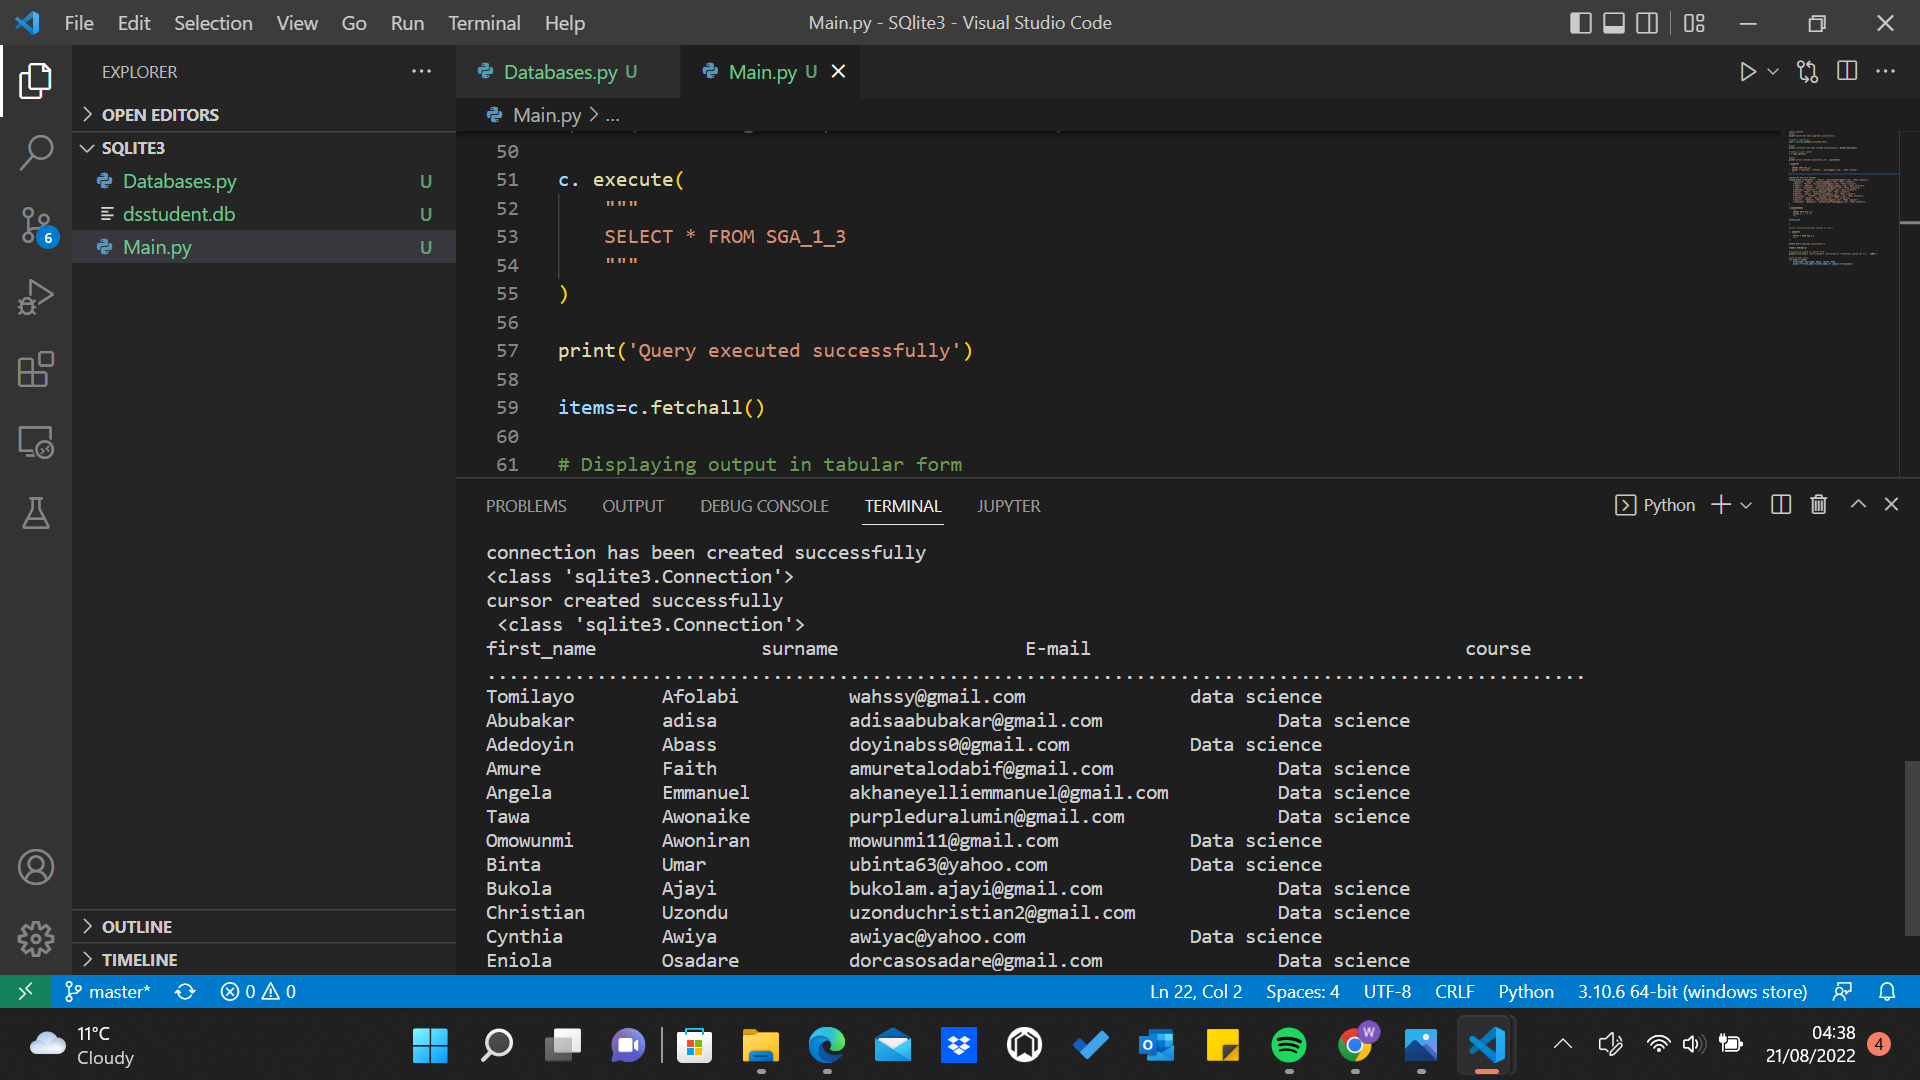 File Edit Selection View Go Run Terminal Help
Main.py - SQlite3 - Visual Studio Code
EXPLORER
OPEN EDITORS
SQLITE3
Databases.py U
dsstudent.db U
Main.py U
6
OUTLINE
TIMELINE
Databases.py U
Main.py U
Main.py > ...
50
51 c. execute(
52 """
53 SELECT * FROM SGA_1_3
54 """
55 )
56
57 print('Query executed successfully')
58
59 items=c.fetchall()
60
61 # Displaying output in tabular form
PROBLEMS OUTPUT DEBUG CONSOLE TERMINAL JUPYTER
Python
connection has been created successfully
<class 'sqlite3.Connection'>
cursor created successfully
<class 'sqlite3.Connection'>
first_name surname E-mail course
....................................................................................................
Tomilayo Afolabi wahssy@gmail.com data science
Abubakar adisa adisaabubakar@gmail.com Data science
Adedoyin Abass doyinabss0@gmail.com Data science
Amure Faith amuretalodabif@gmail.com Data science
Angela Emmanuel akhaneyelliemmanuel@gmail.com Data science
Tawa Awonaike purpleduralumin@gmail.com Data science
Omowunmi Awoniran mowunmi11@gmail.com Data science
Binta Umar ubinta63@yahoo.com Data science
Bukola Ajayi bukolam.ajayi@gmail.com Data science
Christian Uzondu uzonduchristian2@gmail.com Data science
Cynthia Awiya awiyac@yahoo.com Data science
Eniola Osadare dorcasosadare@gmail.com Data science
master* 0 0
Ln 22, Col 2 Spaces: 4 UTF-8 CRLF Python 3.10.6 64-bit (windows store)
11°C
Cloudy
W
04:38
21/08/2022
4